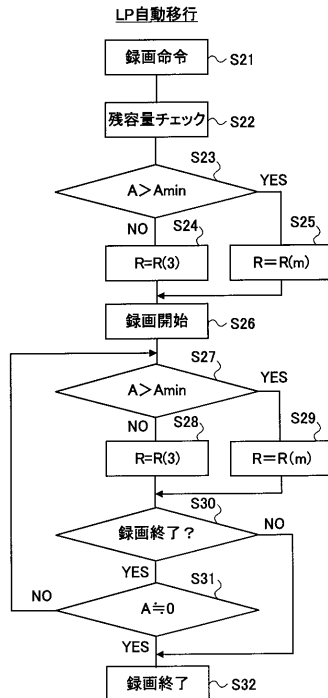 LP自動移行
録画命令
S21
残容量チェック
S22
S23
A＞Amin
YES
NO
S24
S25
R=R(3)
R＝R(m)
録画開始
S26
S27
A＞Amin
YES
NO
S28
S29
R=R(3)
R＝R(m)
S30
録画終了？
NO
YES
S31
NO
A≒0
YES
録画終了
S32